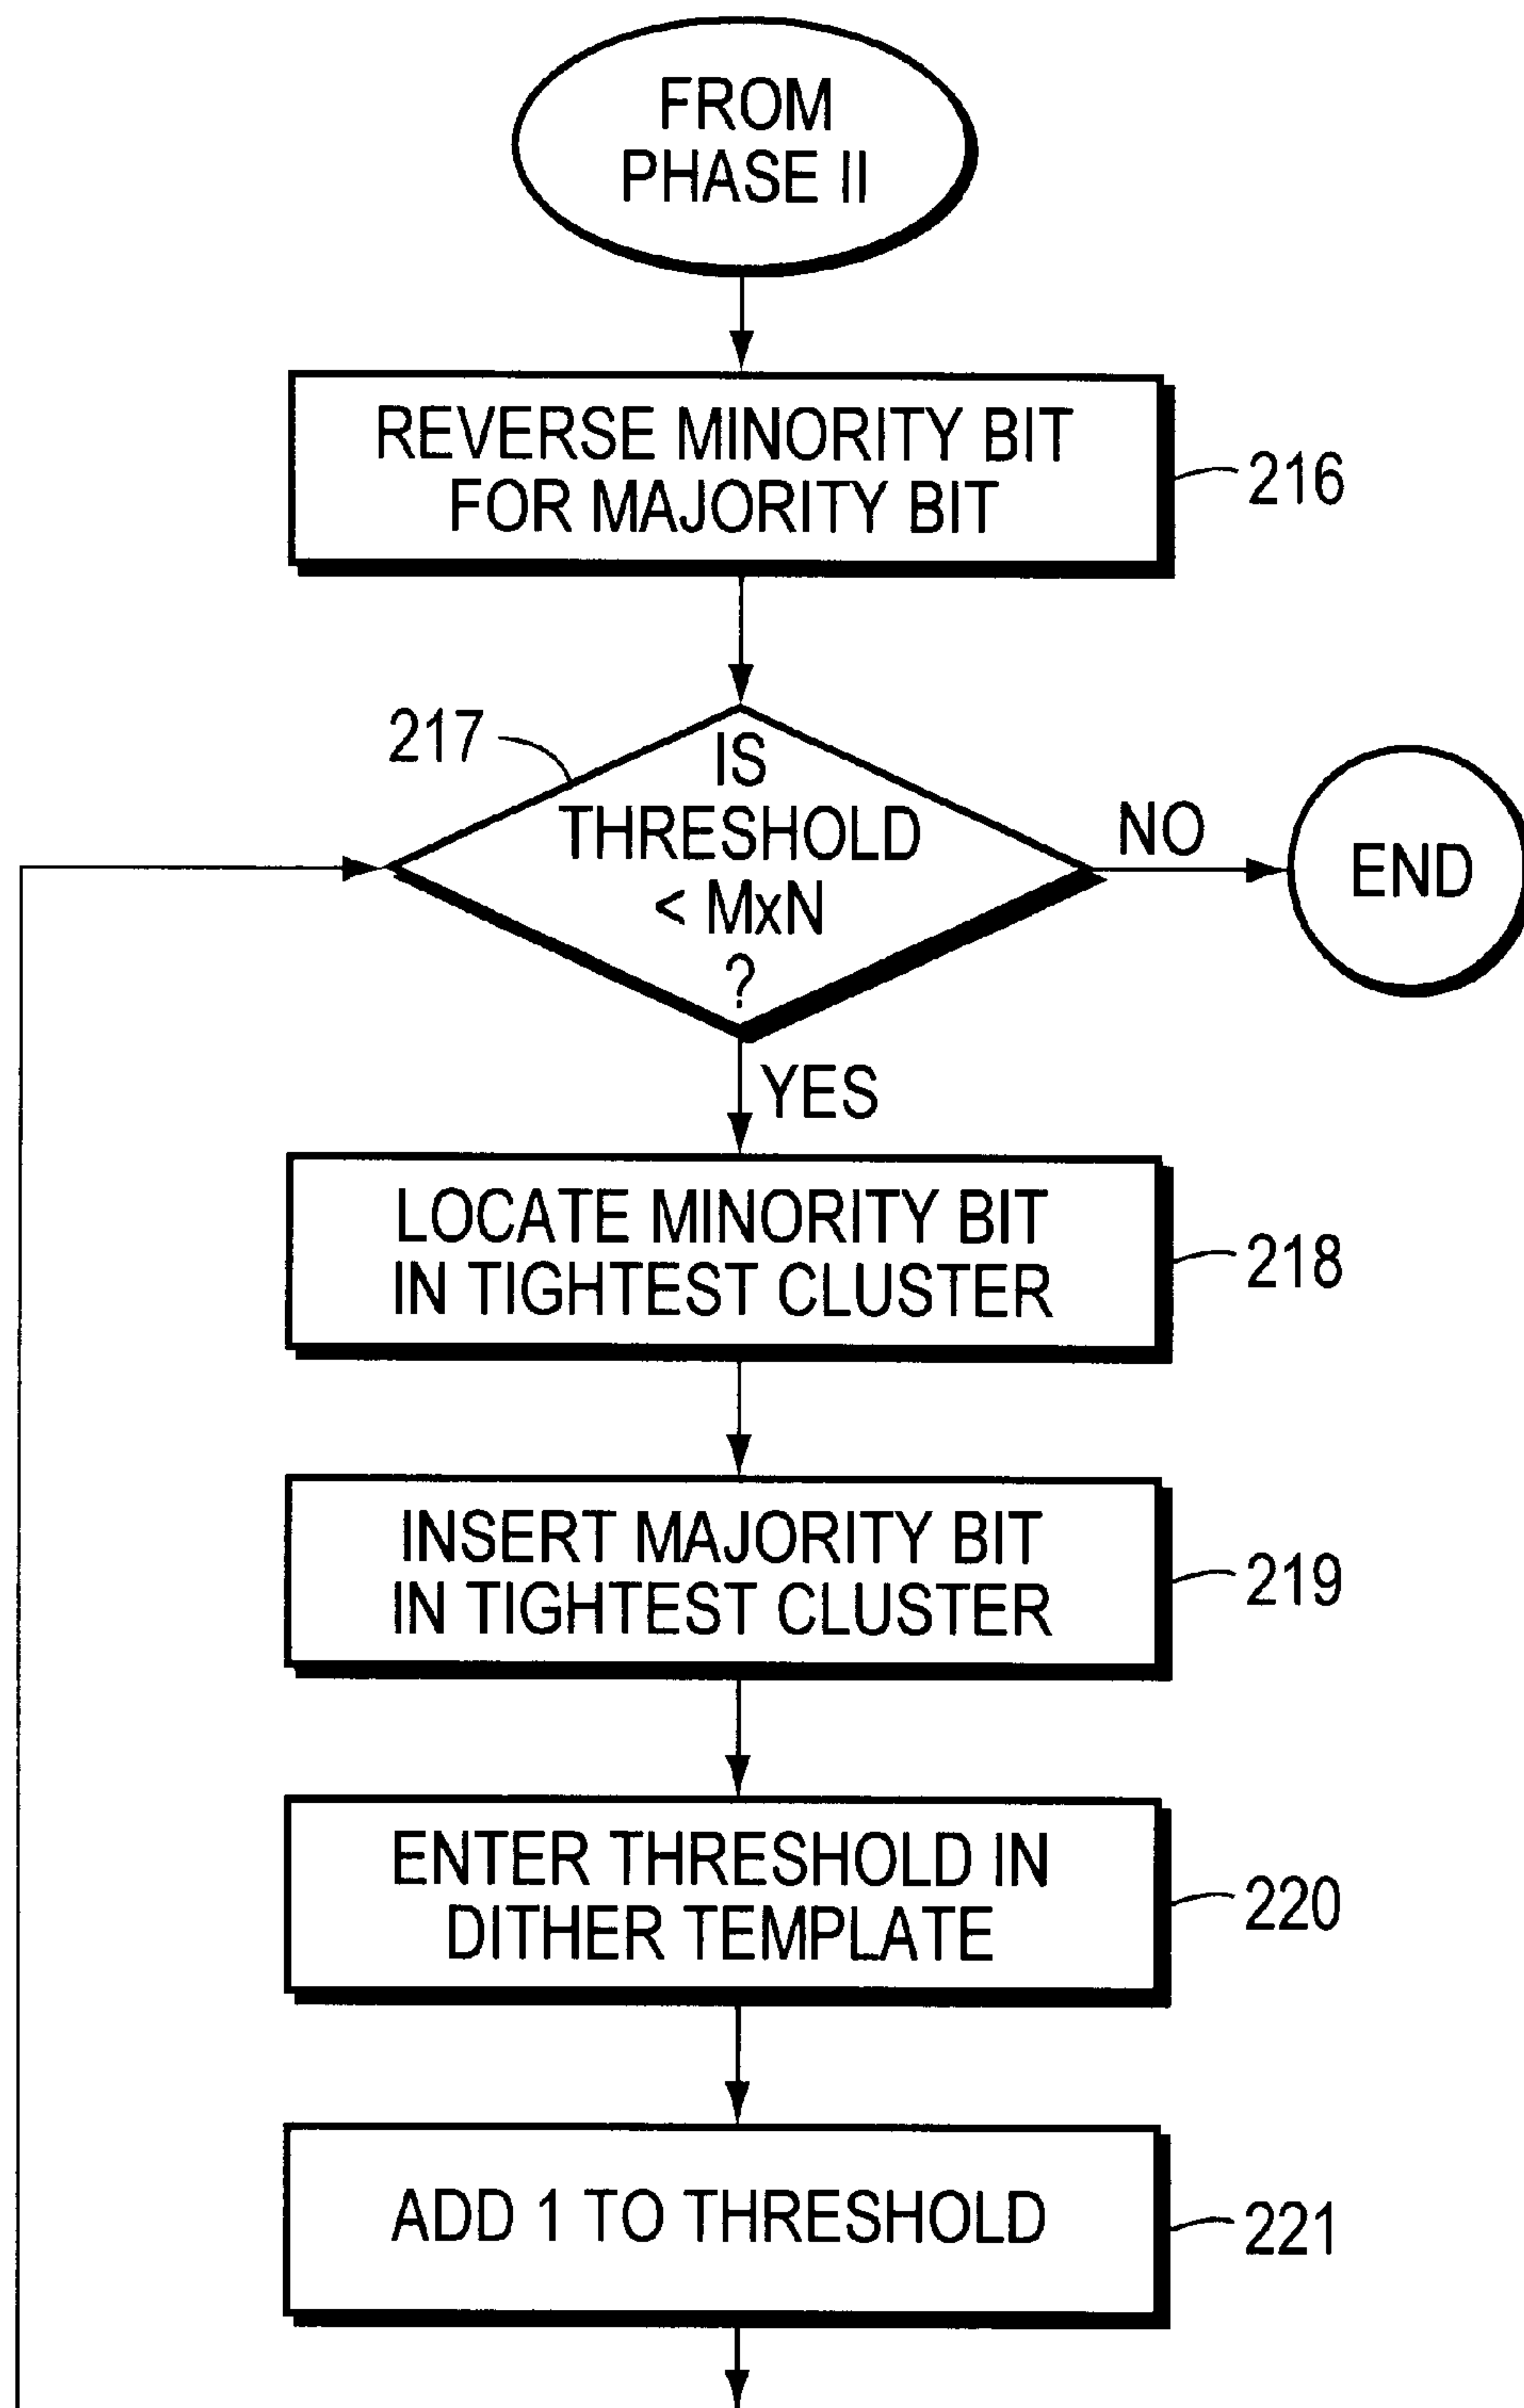 FROM
PHASE II
REVERSE MINORITY BIT
FOR MAJORITY BIT
216
217
IS
THRESHOLD
< MxN
?
NO
END
YES
LOCATE MINORITY BIT
IN TIGHTEST CLUSTER
218
INSERT MAJORITY BIT
IN TIGHTEST CLUSTER
219
ENTER THRESHOLD IN
DITHER TEMPLATE
220
ADD 1 TO THRESHOLD
221